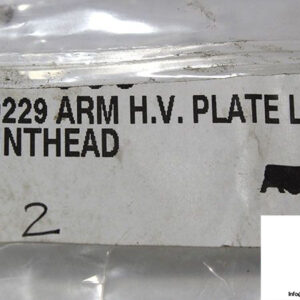 229 ARM H.V. PLATE L
NTHEAD
2